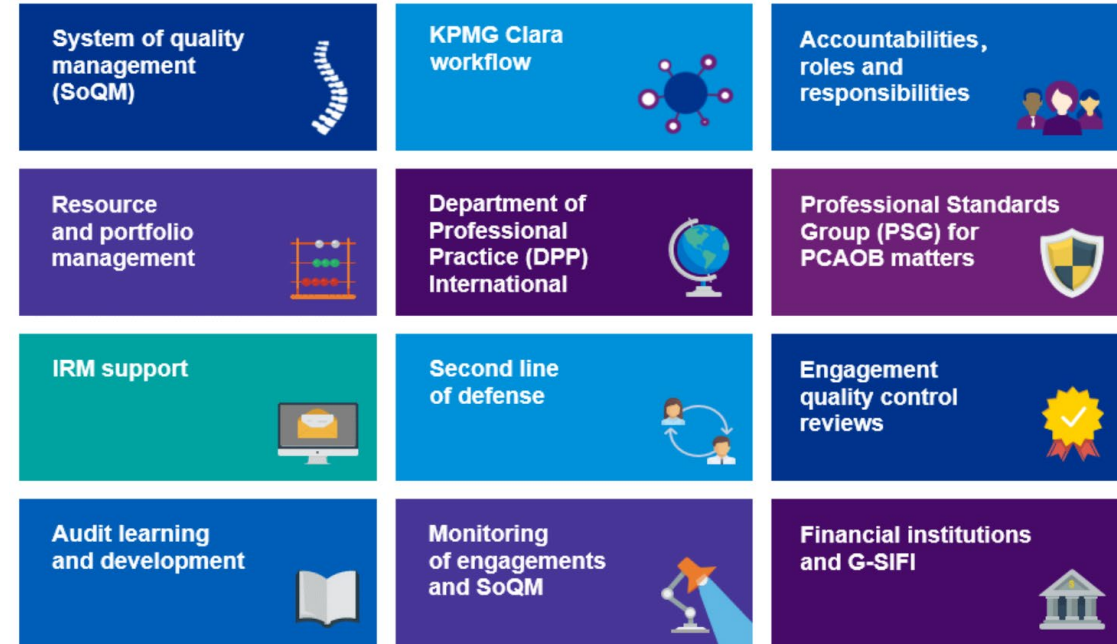 System of quality
management
(SoQM)
KPMG Clara
workflow
Accountabilities,
roles and
responsibilities
Resource
and portfolio
management
Department of
Professional
Practice (DPP)
International
Professional Standards
Group (PSG) for
PCAOB matters
IRM support
Second line
of defense
Engagement
quality control
reviews
Audit learning
and development
Monitoring
of engagements
and SoQM
Financial institutions
and G-SIFI
$